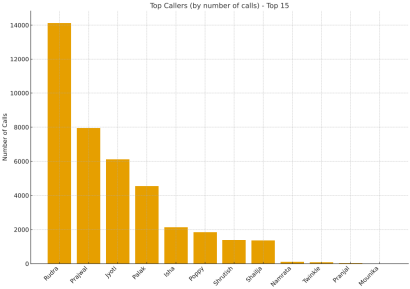 Top Callers (by number of calls) - Top 15
Number of Calls
14000
12000
10000
8000
6000
4000
2000
0
Rudra
Prajwal
Jyoti
Palak
Isha
Poppy
Shrutish
Shailja
Namrata
Twinkle
Pranjal
Mounika